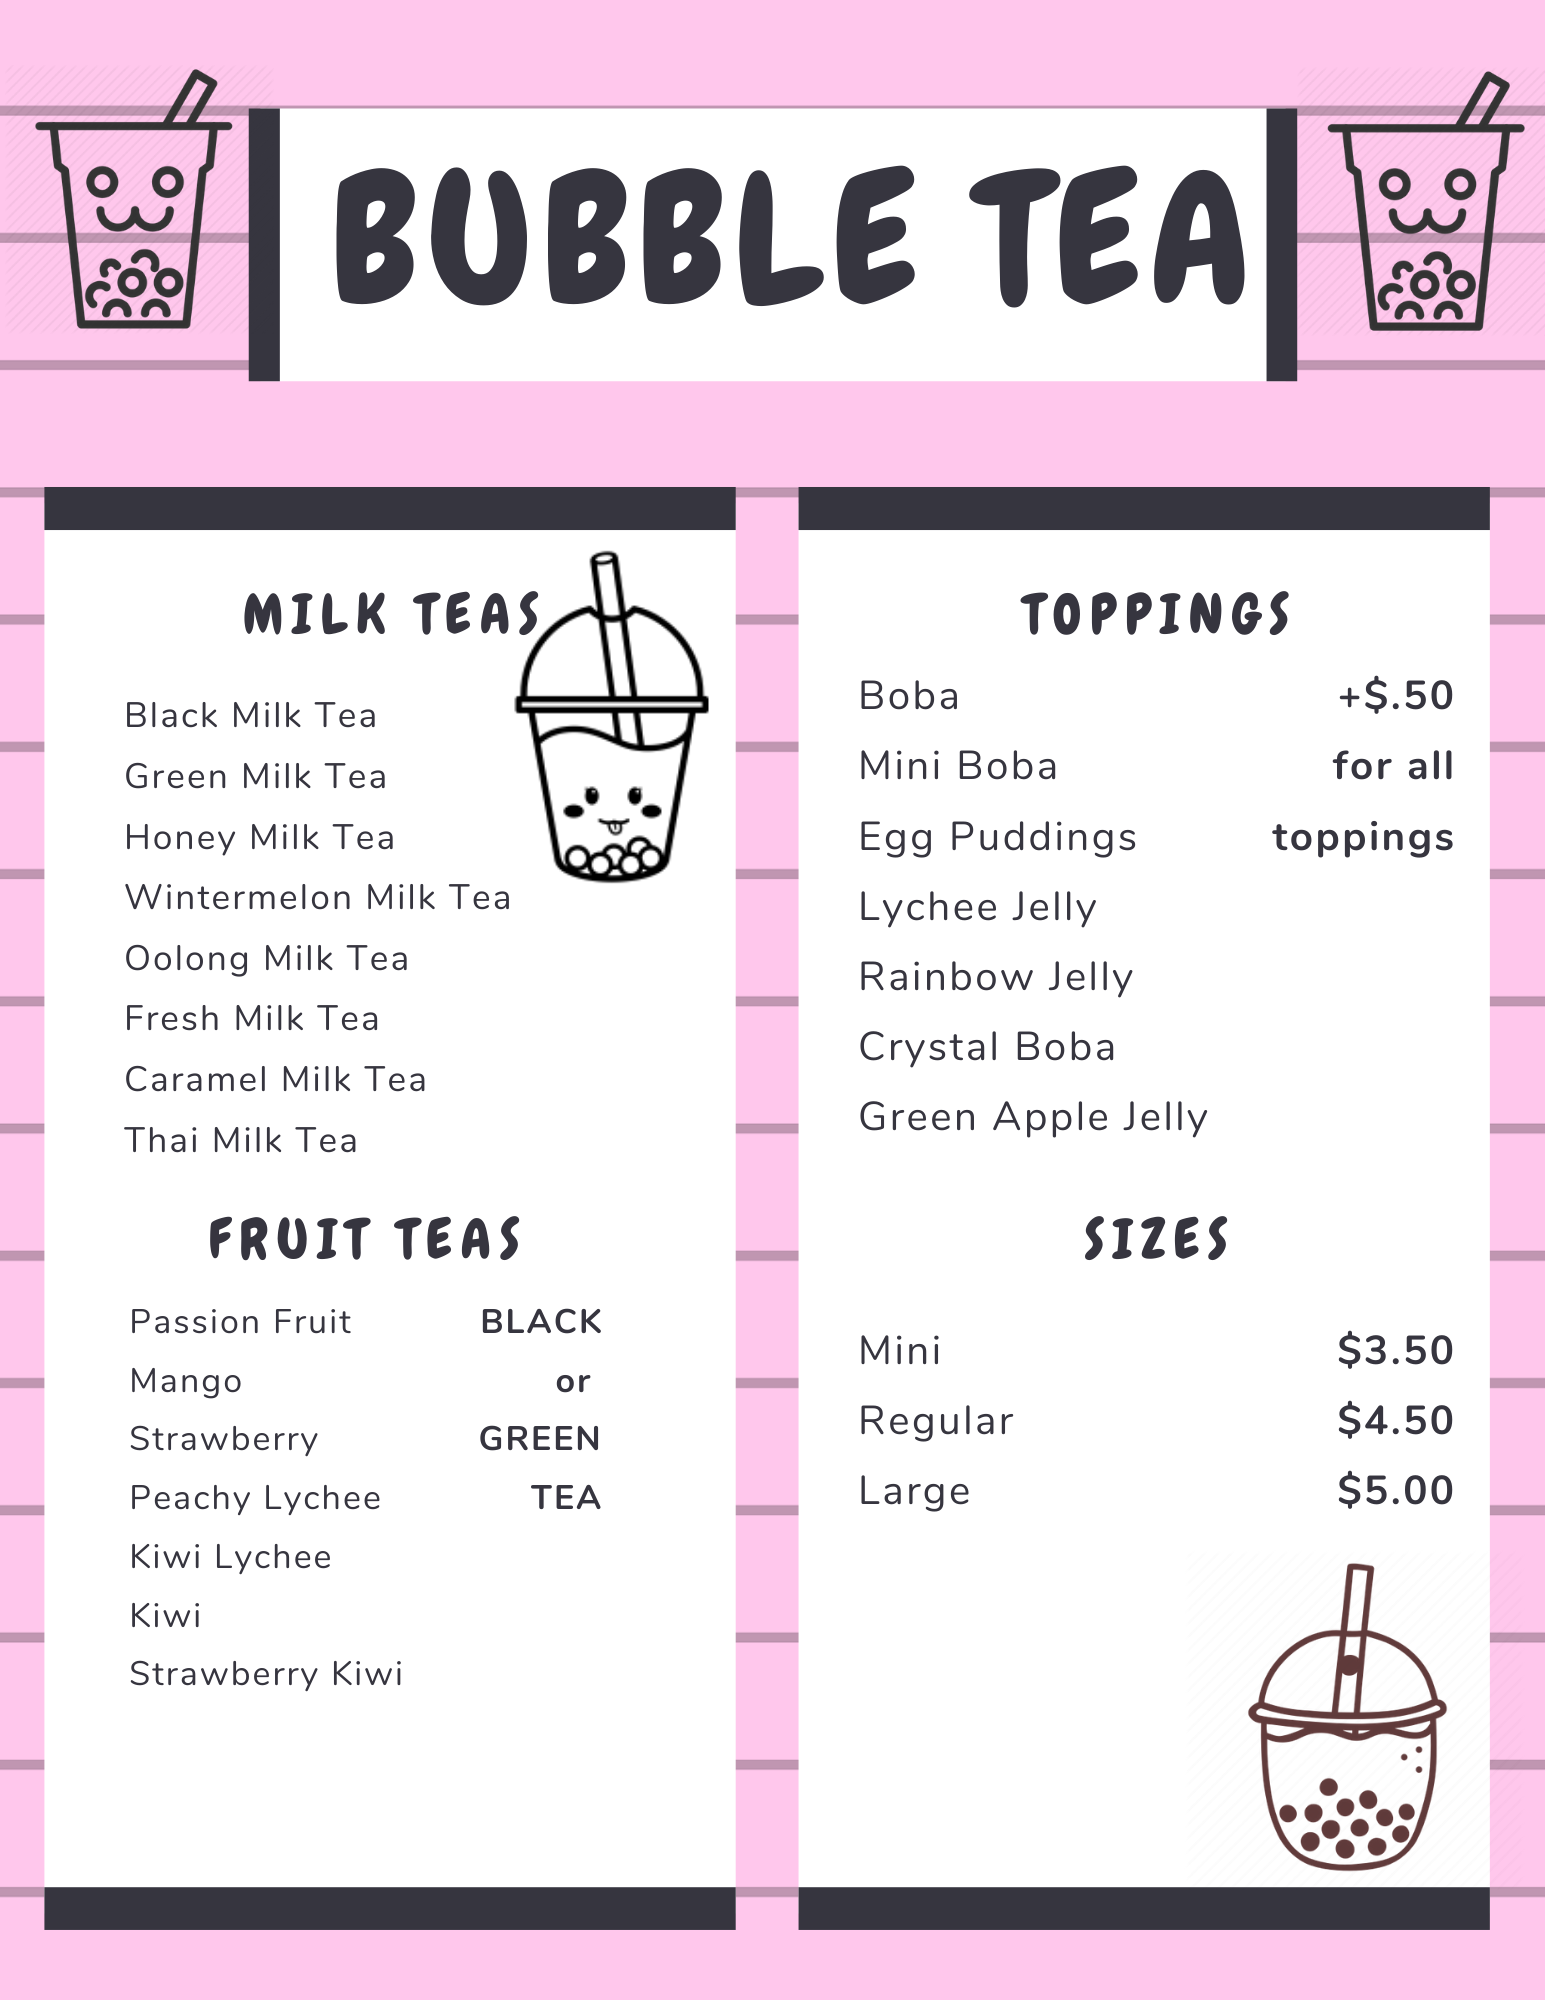 BUBBLE TEA
MILK TEAS
Black Milk Tea
Green Milk Tea
Honey Milk Tea
Wintermelon Milk Tea
Oolong Milk Tea
Fresh Milk Tea
Caramel Milk Tea
Thai Milk Tea
FRUIT TEAS
Passion Fruit BLACK
Mango or
Strawberry GREEN
Peachy Lychee TEA
Kiwi Lychee
Kiwi
Strawberry Kiwi
TOPPINGS
Boba +$.50
Mini Boba for all
Egg Puddings toppings
Lychee Jelly
Rainbow Jelly
Crystal Boba
Green Apple Jelly
SIZES
Mini $3.50
Regular $4.50
Large $5.00